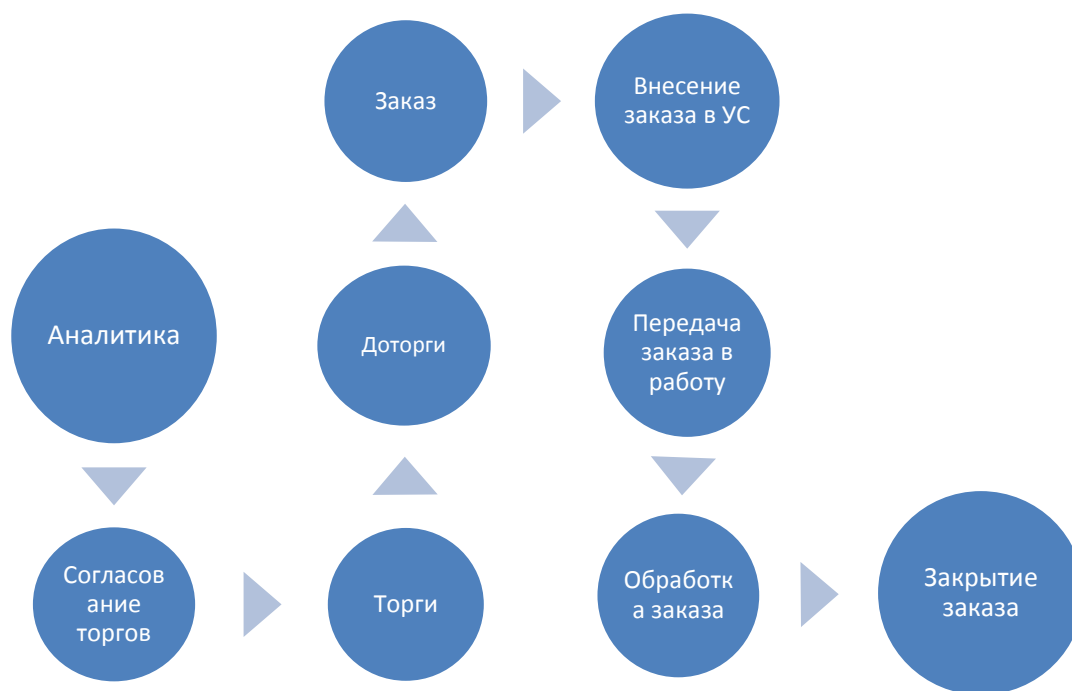 Аналитика
Согласов
ание
торгов
Торги
Доторги
Заказ
Внесение
заказа в УС
Передача
заказа в
работу
Обработк
а заказа
Закрытие
заказа